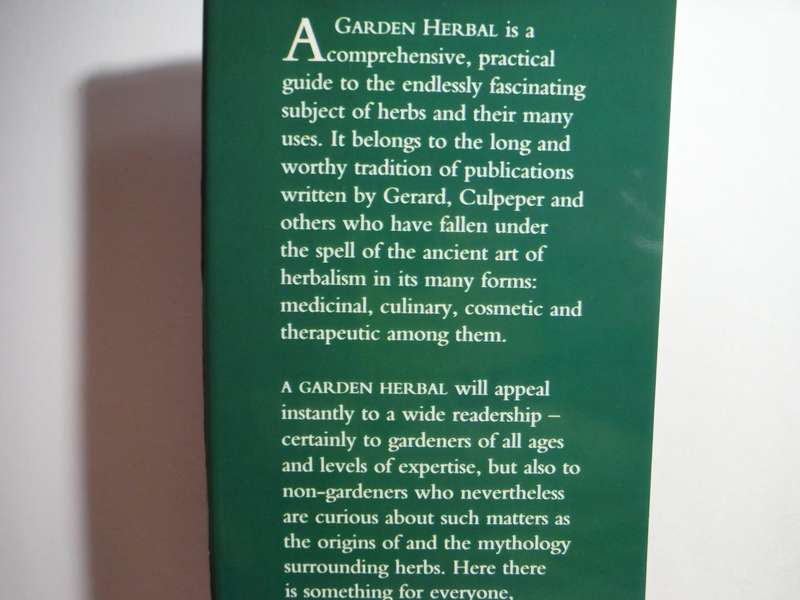 A GARDEN HERBAL is a
comprehensive, practical
guide to the endlessly fascinating
subject of herbs and their many
uses. It belongs to the long and
worthy tradition of publications
written by Gerard, Culpeper and
others who have fallen under
the spell of the ancient art of
herbalism in its many forms:
medicinal, culinary, cosmetic and
therapeutic among them.
A GARDEN HERBAL will appeal
instantly to a wide readership –
certainly to gardeners of all ages
and levels of expertise, but also to
non-gardeners who nevertheless
are curious about such matters as
the origins of and the mythology
surrounding herbs. Here there
is something for everyone,